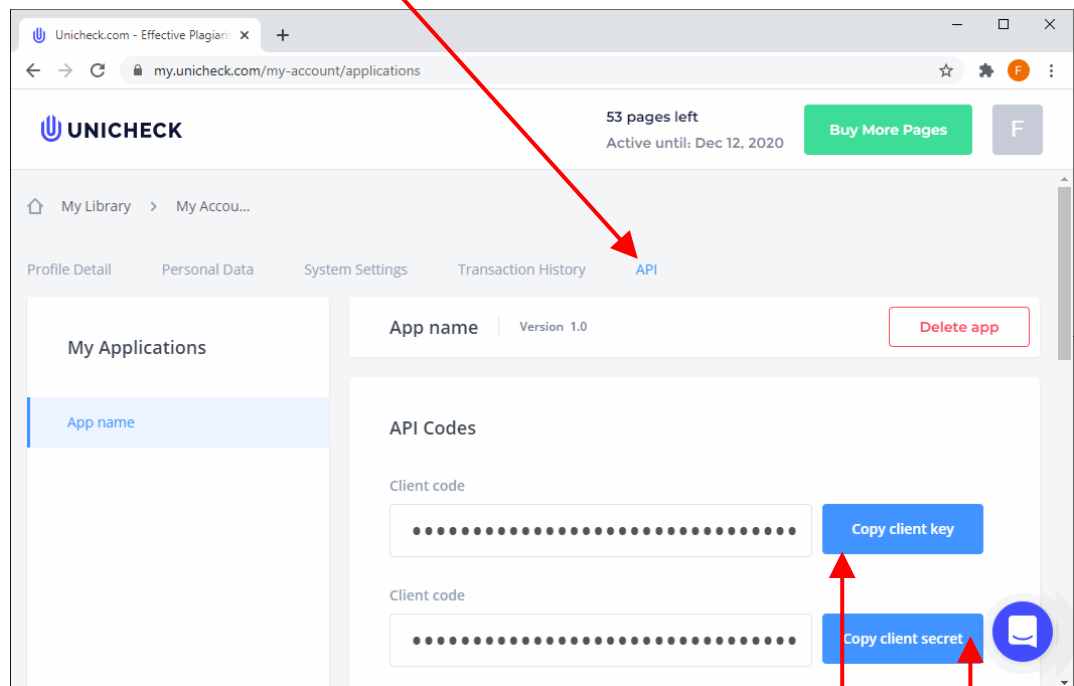 Unicheck.com - Effective Plagiaris
my.unicheck.com/my-account/applications
F
UNICHECK
53 pages left
Active until: Dec 12, 2020
Buy More Pages
F
My Library > My Accou...
Profile Detail Personal Data System Settings Transaction History API
My Applications
App name
App name Version 1.0
Delete app
API Codes
Client code
Copy client key
Client code
Copy client secret